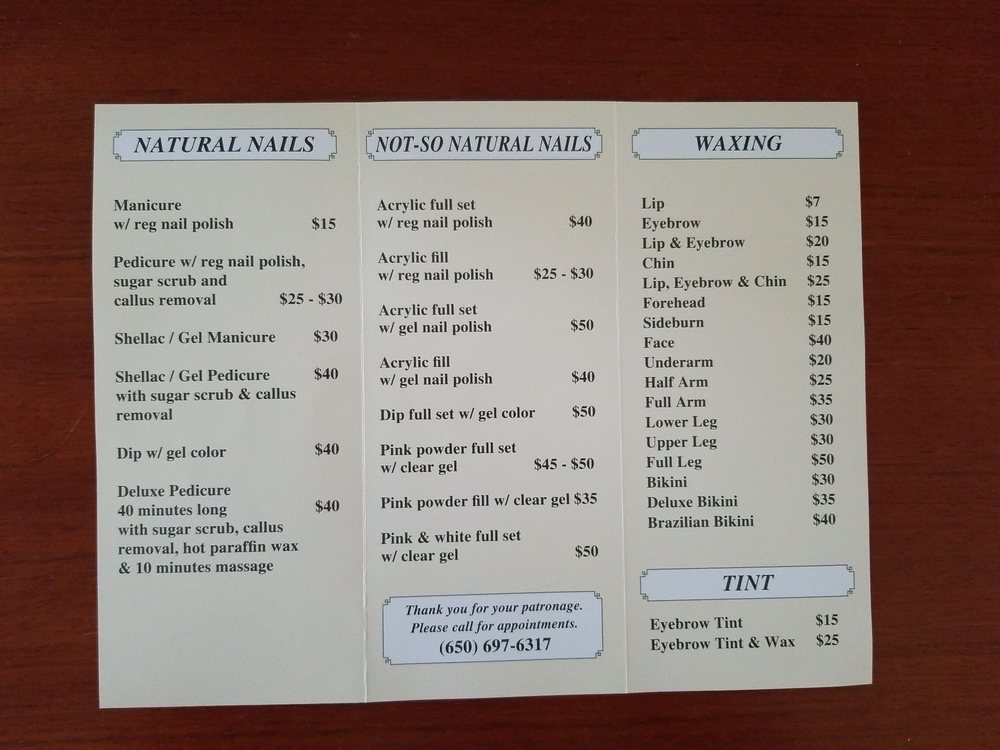 NATURAL NAILS
Manicure
w/ reg nail polish $15
Pedicure w/ reg nail polish,
sugar scrub and
callus removal $25 - $30
Shellac / Gel Manicure $30
Shellac / Gel Pedicure $40
with sugar scrub & callus
removal
Dip w/ gel color $40
Deluxe Pedicure
40 minutes long $40
with sugar scrub, callus
removal, hot paraffin wax
& 10 minutes massage
NOT-SO NATURAL NAILS
Acrylic full set
w/ reg nail polish $40
Acrylic fill
w/ reg nail polish $25 - $30
Acrylic full set
w/ gel nail polish $50
Acrylic fill
w/ gel nail polish $40
Dip full set w/ gel color $50
Pink powder full set
w/ clear gel $45 - $50
Pink powder fill w/ clear gel $35
Pink & white full set
w/ clear gel $50
Thank you for your patronage.
Please call for appointments.
(650) 697-6317
WAXING
Lip $7
Eyebrow $15
Lip & Eyebrow $20
Chin $15
Lip, Eyebrow & Chin $25
Forehead $15
Sideburn $15
Face $40
Underarm $20
Half Arm $25
Full Arm $35
Lower Leg $30
Upper Leg $30
Full Leg $50
Bikini $30
Deluxe Bikini $35
Brazilian Bikini $40
TINT
Eyebrow Tint $15
Eyebrow Tint & Wax $25